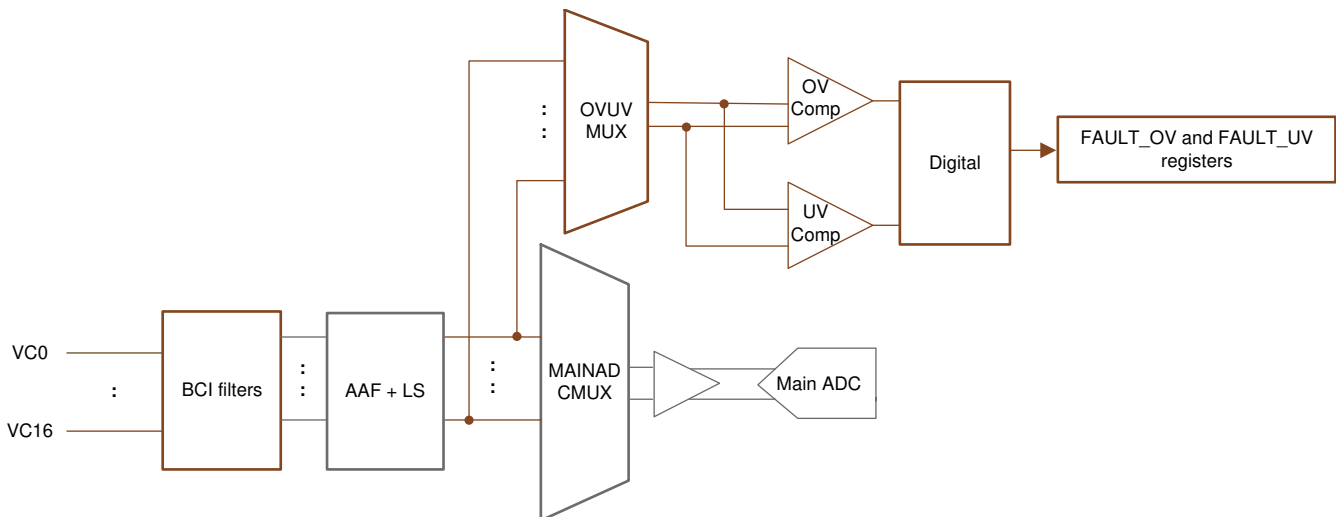 OVUV
MUX
OV
Comp
UV
Comp
Digital
FAULT_OV and FAULT_UV
registers
VC0
:
VC16
BCI filters
:
:
AAF + LS
:
:
:
:
MAINAD
CMUX
Main ADC